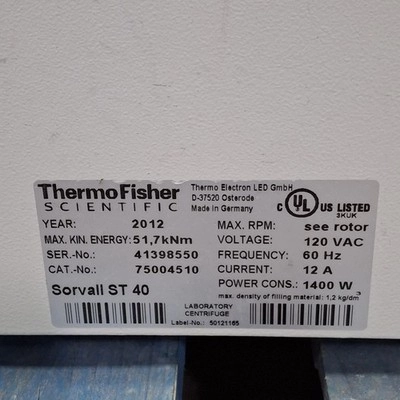 ThermoFisher
SCIENTIFIC
Thermo Electron LED GmbH
D-37520 Osterode
Made in Germany
C UL US LISTED
3KUK
YEAR: 2012
MAX. KIN. ENERGY: 51,7kNm
SER.-No.: 41398550
CAT.-No.: 75004510
Sorvall ST 40
MAX. RPM: see rotor
VOLTAGE: 120 VAC
FREQUENCY: 60 Hz
CURRENT: 12 A
POWER CONS.: 1400 W
max. density of filling material: 1,2 kg/dm³
LABORATORY
CENTRIFUGE
Label-No.: 50121165